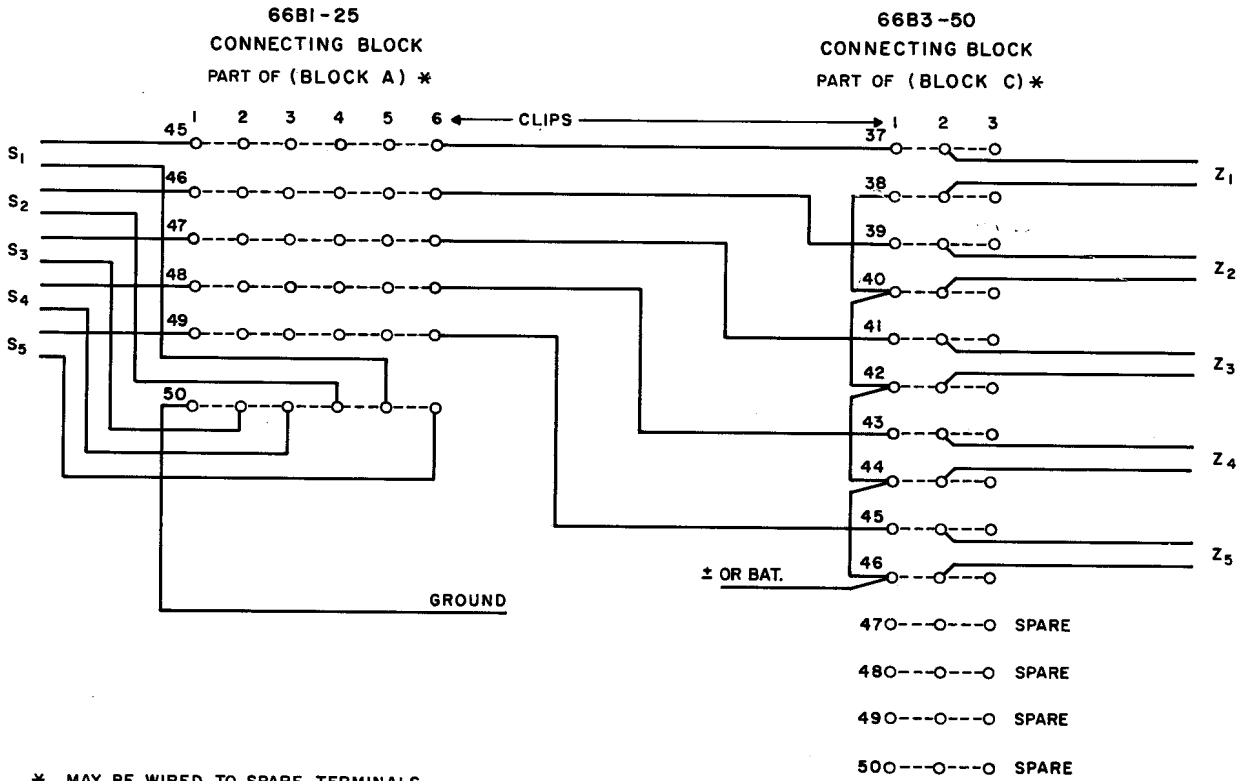 66B1-25
CONNECTING BLOCK
PART OF (BLOCK A) *
66B3-50
CONNECTING BLOCK
PART OF (BLOCK C) *
1 2 3 4 5 6 CLIPS 1 2 3
S1 45 37 Z1
S2 46 38
S3 47 39 Z2
S4 48 40
S5 49 41 Z3
50 42
43 Z4
44
45 Z5
± OR BAT. 46
GROUND
47 SPARE
48 SPARE
49 SPARE
50 SPARE
* MAY BE WIRED TO SPARE TERMINALS